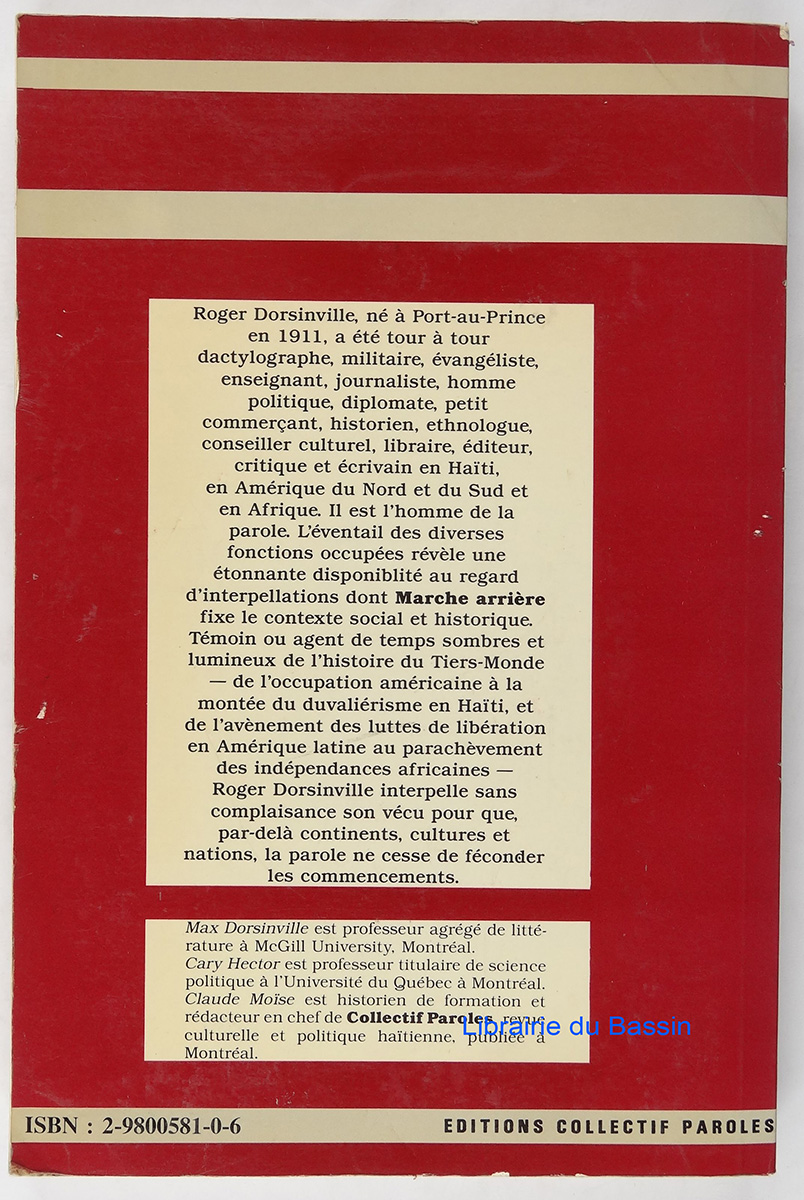 Roger Dorsinville, né à Port-au-Prince
en 1911, a été tour à tour
dactylographe, militaire, évangéliste,
enseignant, journaliste, homme
politique, diplomate, petit
commerçant, historien, ethnologue,
conseiller culturel, libraire, éditeur,
critique et écrivain en Haïti,
en Amérique du Nord et du Sud et
en Afrique. Il est l'homme de la
parole. L'éventail des diverses
fonctions occupées révèle une
étonnante disponiblité au regard
d'interpellations dont Marche arrière
fixe le contexte social et historique.
Témoin ou agent de temps sombres et
lumineux de l'histoire du Tiers-Monde
— de l'occupation américaine à la
montée du duvaliérisme en Haïti, et
de l'avènement des luttes de libération
en Amérique latine au parachèvement
des indépendances africaines —
Roger Dorsinville interpelle sans
complaisance son vécu pour que,
par-delà continents, cultures et
nations, la parole ne cesse de féconder
les commencements.
Max Dorsinville est professeur agrégé de litté-
rature à McGill University, Montréal.
Cary Hector est professeur titulaire de science
politique à l'Université du Québec à Montréal.
Claude Moïse est historien de formation et
rédacteur en chef de Collectif Paroles, revue
culturelle et politique haïtienne, publiée à
Montréal.
Librairie du Bassin
ISBN : 2-9800581-0-6
EDITIONS COLLECTIF PAROLES